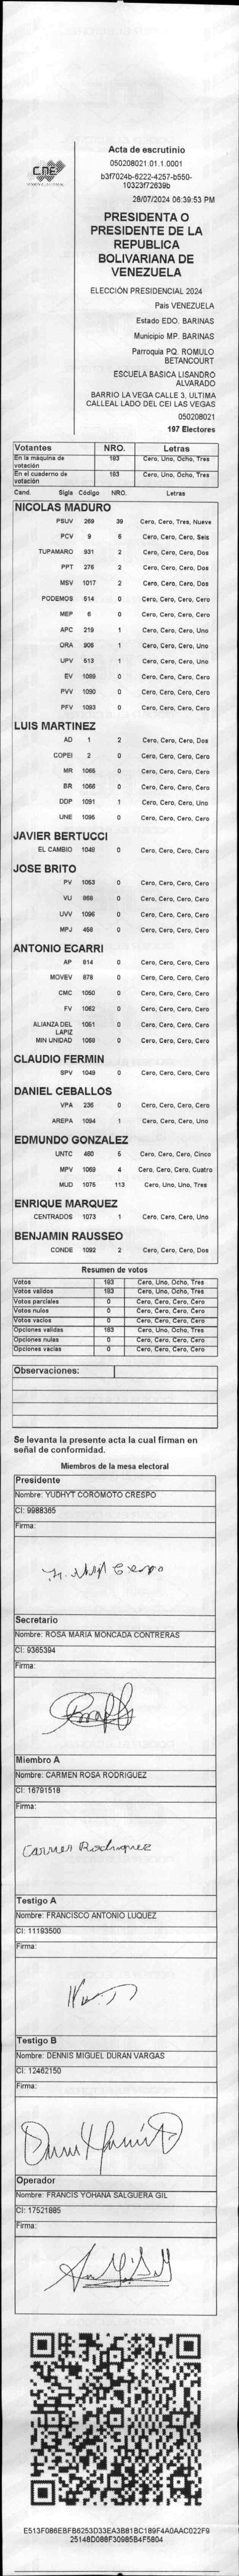 CNE
Acta de escrutinio
050208021.01.1.0001
b3f7024b-6222-4257-b550-
10323f72639b
28/07/2024 06:39:53 PM
PRESIDENTA O
PRESIDENTE DE LA
REPUBLICA
BOLIVARIANA DE
VENEZUELA
ELECCIÓN PRESIDENCIAL 2024
Pais VENEZUELA
Estado EDO. BARINAS
Municipio MP. BARINAS
Parroquia PQ. ROMULO
BETANCOURT
ESCUELA BASICA LISANDRO
ALVARADO
BARRIO LA VEGA CALLE 3, ULTIMA
CALLEAL LADO DEL CEI LAS VEGAS
050208021
197 Electores
Votantes NRO. Letras
En la máquina de votación 183 Cero, Uno, Ocho, Tres
En el cuaderno de votación 183 Cero, Uno, Ocho, Tres
Cand. Sigla Código NRO. Letras
NICOLAS MADURO
PSUV 269 39 Cero, Cero, Tres, Nueve
PCV 9 6 Cero, Cero, Cero, Seis
TUPAMARO 931 2 Cero, Cero, Cero, Dos
PPT 276 2 Cero, Cero, Cero, Dos
MSV 1017 2 Cero, Cero, Cero, Dos
PODEMOS 514 0 Cero, Cero, Cero, Cero
MEP 6 0 Cero, Cero, Cero, Cero
APC 219 1 Cero, Cero, Cero, Uno
ORA 906 1 Cero, Cero, Cero, Uno
UPV 613 1 Cero, Cero, Cero, Uno
EV 1089 0 Cero, Cero, Cero, Cero
PVV 1090 0 Cero, Cero, Cero, Cero
PFV 1093 0 Cero, Cero, Cero, Cero
LUIS MARTINEZ
AD 1 2 Cero, Cero, Cero, Dos
COPEI 2 0 Cero, Cero, Cero, Cero
MR 1065 0 Cero, Cero, Cero, Cero
BR 1066 0 Cero, Cero, Cero, Cero
DDP 1091 1 Cero, Cero, Cero, Uno
UNE 1095 0 Cero, Cero, Cero, Cero
JAVIER BERTUCCI
EL CAMBIO 1048 0 Cero, Cero, Cero, Cero
JOSE BRITO
PV 1053 0 Cero, Cero, Cero, Cero
VU 868 0 Cero, Cero, Cero, Cero
UVV 1096 0 Cero, Cero, Cero, Cero
MPJ 458 0 Cero, Cero, Cero, Cero
ANTONIO ECARRI
AP 814 0 Cero, Cero, Cero, Cero
MOVEV 878 0 Cero, Cero, Cero, Cero
CMC 1050 0 Cero, Cero, Cero, Cero
FV 1062 0 Cero, Cero, Cero, Cero
ALIANZA DEL LAPIZ 1051 0 Cero, Cero, Cero, Cero
MIN UNIDAD 1069 0 Cero, Cero, Cero, Cero
CLAUDIO FERMIN
SPV 1049 0 Cero, Cero, Cero, Cero
DANIEL CEBALLOS
VPA 236 0 Cero, Cero, Cero, Cero
AREPA 1094 1 Cero, Cero, Cero, Uno
EDMUNDO GONZALEZ
UNTC 460 5 Cero, Cero, Cero, Cinco
MPV 1069 4 Cero, Cero, Cero, Cuatro
MUD 1075 113 Cero, Uno, Uno, Tres
ENRIQUE MARQUEZ
CENTRADOS 1073 1 Cero, Cero, Cero, Uno
BENJAMIN RAUSSEO
CONDE 1092 2 Cero, Cero, Cero, Dos
Resumen de votos
Votos 183 Cero, Uno, Ocho, Tres
Votos validos 183 Cero, Uno, Ocho, Tres
Votos parciales 0 Cero, Cero, Cero, Cero
Votos nulos 0 Cero, Cero, Cero, Cero
Votos vacios 0 Cero, Cero, Cero, Cero
Opciones validas 183 Cero, Uno, Ocho, Tres
Opciones nulas 0 Cero, Cero, Cero, Cero
Opciones vacias 0 Cero, Cero, Cero, Cero
Observaciones:
Se levanta la presente acta la cual firman en
señal de conformidad.
Miembros de la mesa electoral
Presidente
Nombre: YUDHYT COROMOTO CRESPO
CI: 9988365
Firma:
Crespo
Secretario
Nombre: ROSA MARIA MONCADA CONTRERAS
CI: 9365394
Firma:
Miembro A
Nombre: CARMEN ROSA RODRIGUEZ
CI: 16791518
Firma:
Carmen Rodriguez
Testigo A
Nombre: FRANCISCO ANTONIO LUQUEZ
CI: 11193500
Firma:
Testigo B
Nombre: DENNIS MIGUEL DURAN VARGAS
CI: 12462150
Firma:
Operador
Nombre: FRANCIS YOHANA SALGUERA GIL
CI: 17521885
Firma:
E513F086EBFB6253D33EA3B81BC189F4A0AAC022F9
25148D088F30985B4F5804